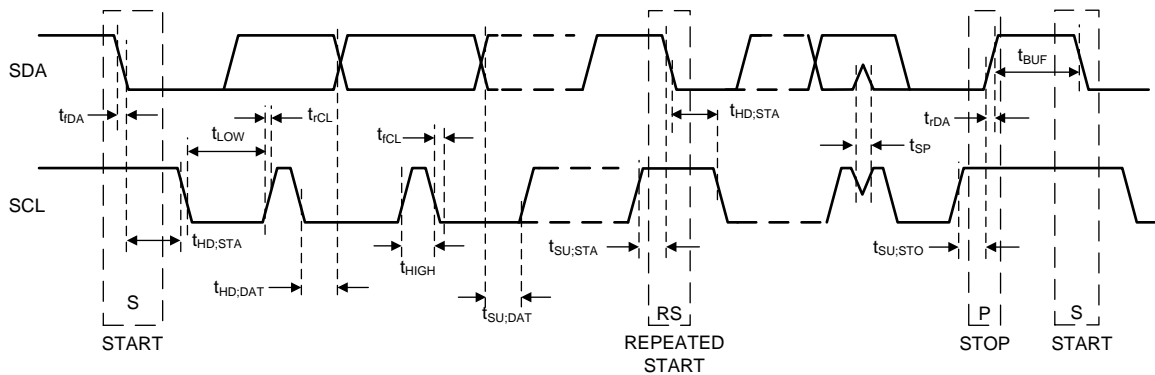 SDA
t_fDA
t_LOW
t_rCL
t_fCL
t_HD;STA
t_SP
t_rDA
t_BUF
SCL
t_HD;STA
t_HD;DAT
t_HIGH
t_SU;DAT
t_SU;STA
t_SU;STO
S
RS
P
S
START
REPEATED
START
STOP
START